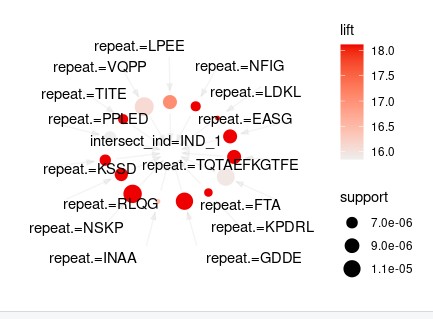 repeat.=LPEE
repeat.=VQPP
repeat.=NFIG
repeat.=TITE
repeat.=LDKL
repeat.=PPLED
repeat.=EASG
intersect_ind=IND_1
repeat.=KSSD
repeat.=TQTAEFKGTFE
repeat.=RLQG
repeat.=FTA
repeat.=NSKP
repeat.=KPDRL
repeat.=INAA
repeat.=GDDE
lift
18.0
17.5
17.0
16.5
16.0
support
7.0e-06
9.0e-06
1.1e-05